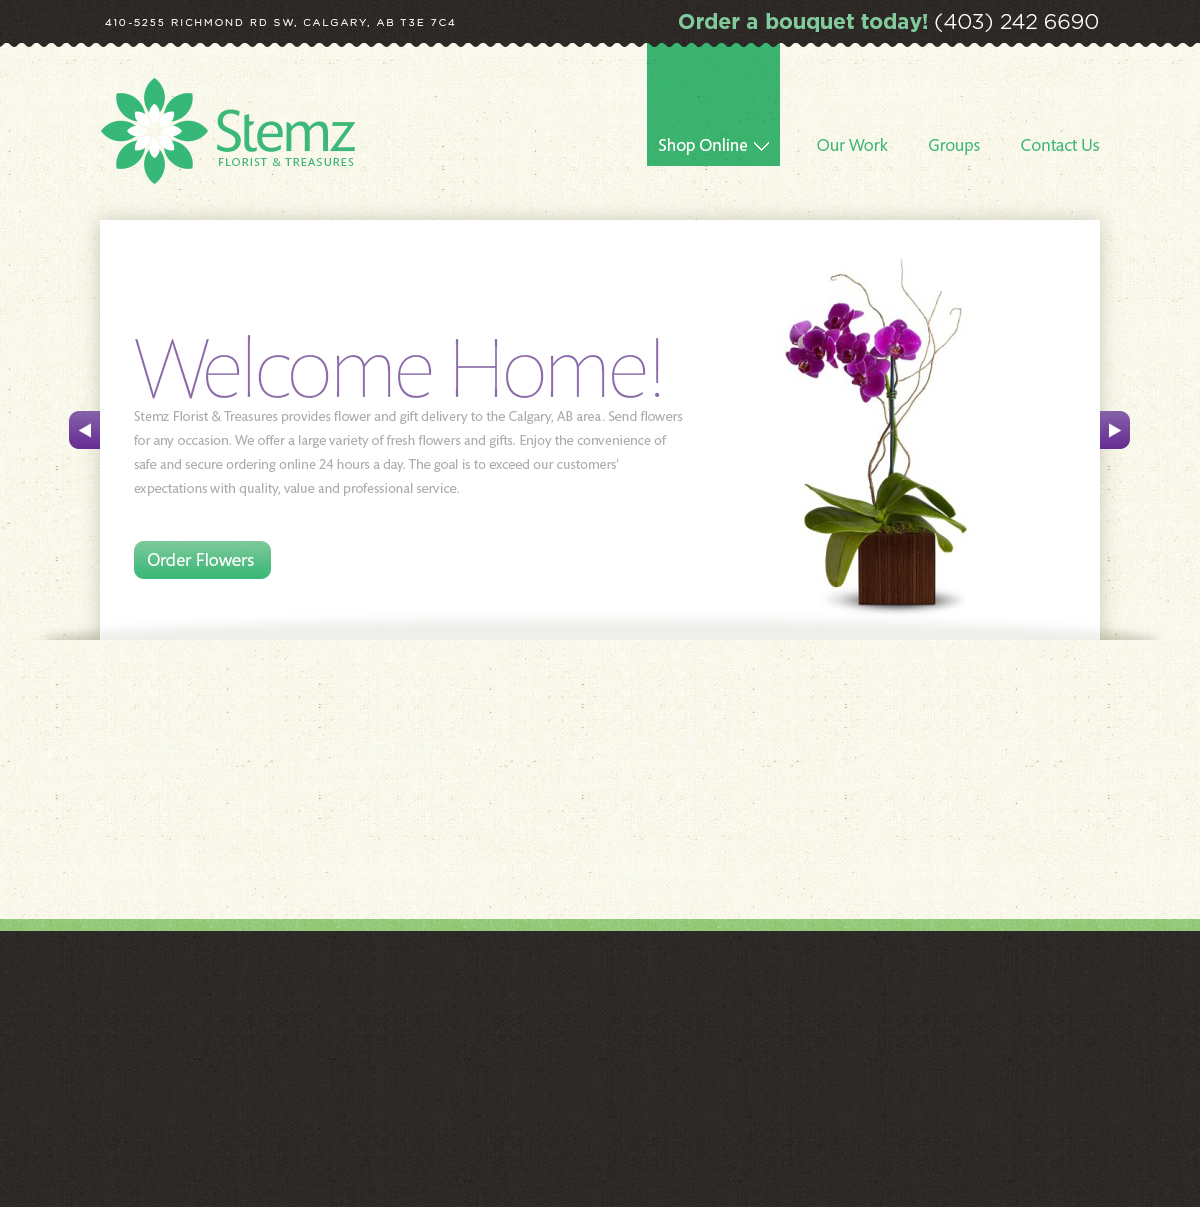 410-5255 RICHMOND RD SW, CALGARY, AB T3E 7C4
Order a bouquet today! (403) 242 6690
Stemz
FLORIST & TREASURES
Shop Online
Our Work
Groups
Contact Us
Welcome Home!
Stemz Florist & Treasures provides flower and gift delivery to the Calgary, AB area. Send flowers
for any occasion. We offer a large variety of fresh flowers and gifts. Enjoy the convenience of
safe and secure ordering online 24 hours a day. The goal is to exceed our customers'
expectations with quality, value and professional service.
Order Flowers